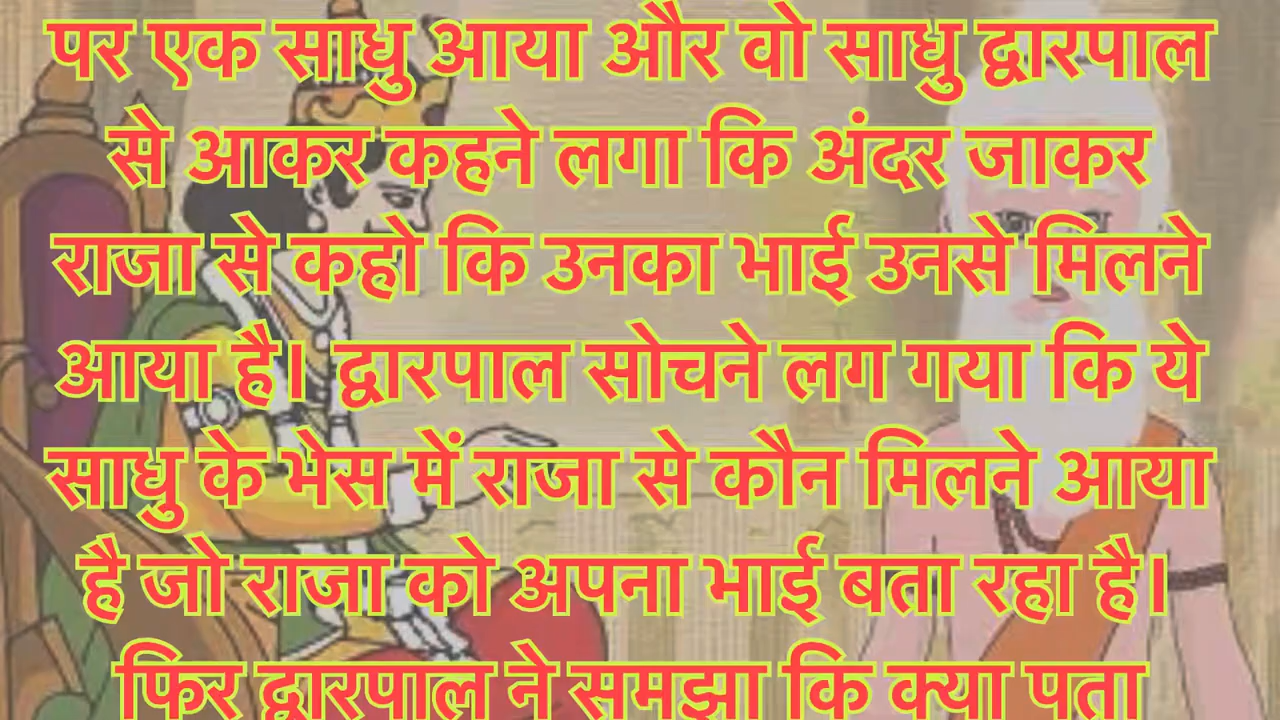 पर एक साधु आया और वो साधु द्वारपाल
से आकर कहने लगा कि अंदर जाकर
राजा से कहो कि उनका भाई उनसे मिलने
आया है। द्वारपाल सोचने लग गया कि ये
साधु के भेस में राजा से कौन मिलने आया
है जो राजा को अपना भाई बता रहा है।
फिर द्वारपाल ने समझा कि क्या पता